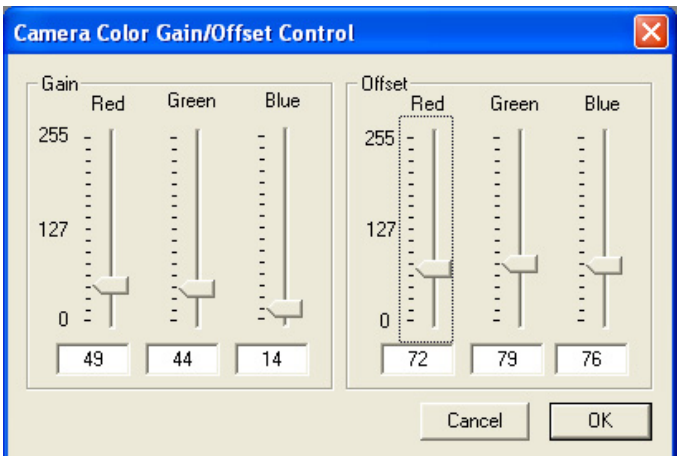 Camera Color Gain/Offset Control
Gain
Red Green Blue
255
127
0
49 44 14
Offset
Red Green Blue
255
127
0
72 79 76
Cancel OK